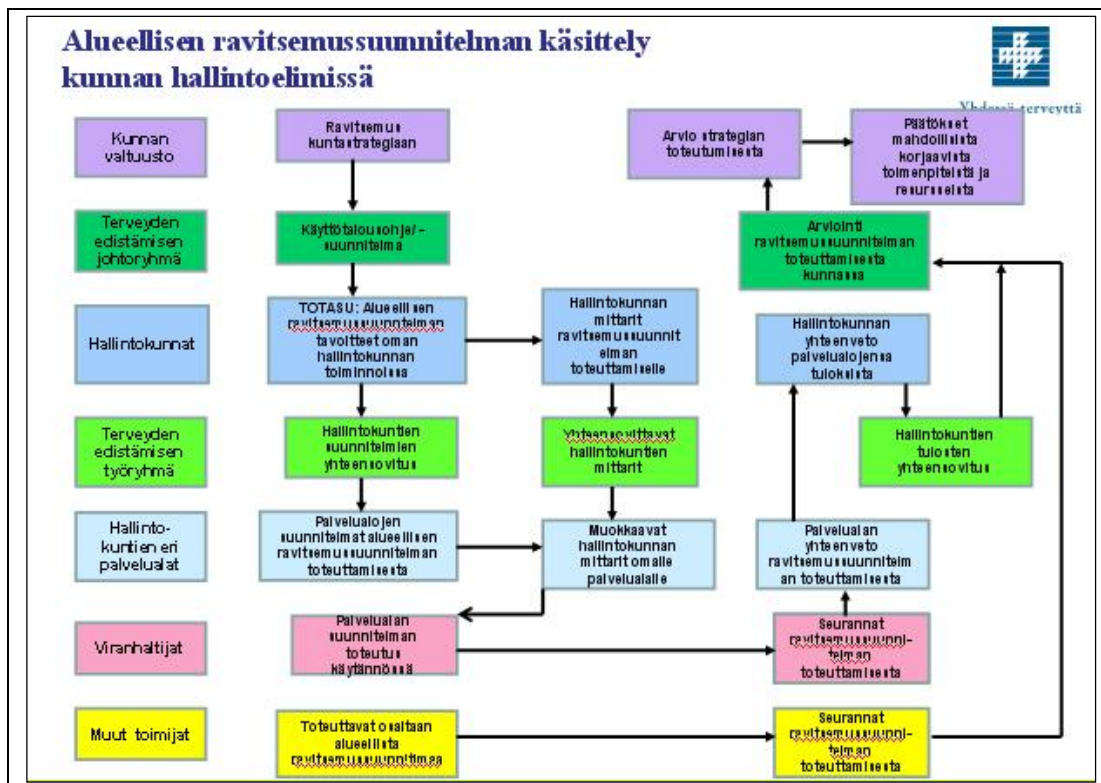 Alueellisen ravitsemussuunnitelman käsittely
kunnan hallintoelimissä
Yhdessä terveyttä
Kunnan
valtuusto
Ravitsemus
kuntastrategiaan
Arvio strategian
toteutumisesta
Päätökset
mahdollisista
korjaavista
toimenpiteistä ja
resursseista
Terveyden
edistämisen
johtoryhmä
Käyttötalousohje/-
suunnitelma
Arviointi
ravitsemussuunnitelman
toteuttamisesta
kunnassa
Hallintokunnat
TOTASU: Alueellisen
ravitsemussuunnitelman
tavoitteet oman
hallintokunnan
toiminnoissa
Hallintokunnan
mittarit
ravitsemussuunnit
elman
toteuttamiselle
Hallintokunnan
yhteenveto
palvelualojensa
tuloksista
Terveyden
edistämisen
työryhmä
Hallintokuntien
suunnitelmien
yhteensovitus
Yhteensovittavat
hallintokuntien
mittarit
Hallintokuntien
tulosten
yhteensovitus
Hallinto-
kuntien eri
palvelualat
Palvelualojen
suunnitelmat alueellisen
ravitsemussuunnitelman
toteuttamisesta
Muokkaavat
hallintokunnan
mittarit omalle
palvelualalle
Palvelualan
yhteenveto
ravitsemussuunnitelm
an toteuttamisesta
Viranhaltijat
Palvelualan
suunnitelman
toteutus
käytännössä
Seurannat
ravitsemussuunni-
telman
toteuttamisesta
Muut toimijat
Toteuttavat osaltaan
alueellista
ravitsemussuunnitlmaa
Seurannat
ravitsemussuunni-
telman
toteuttamisesta